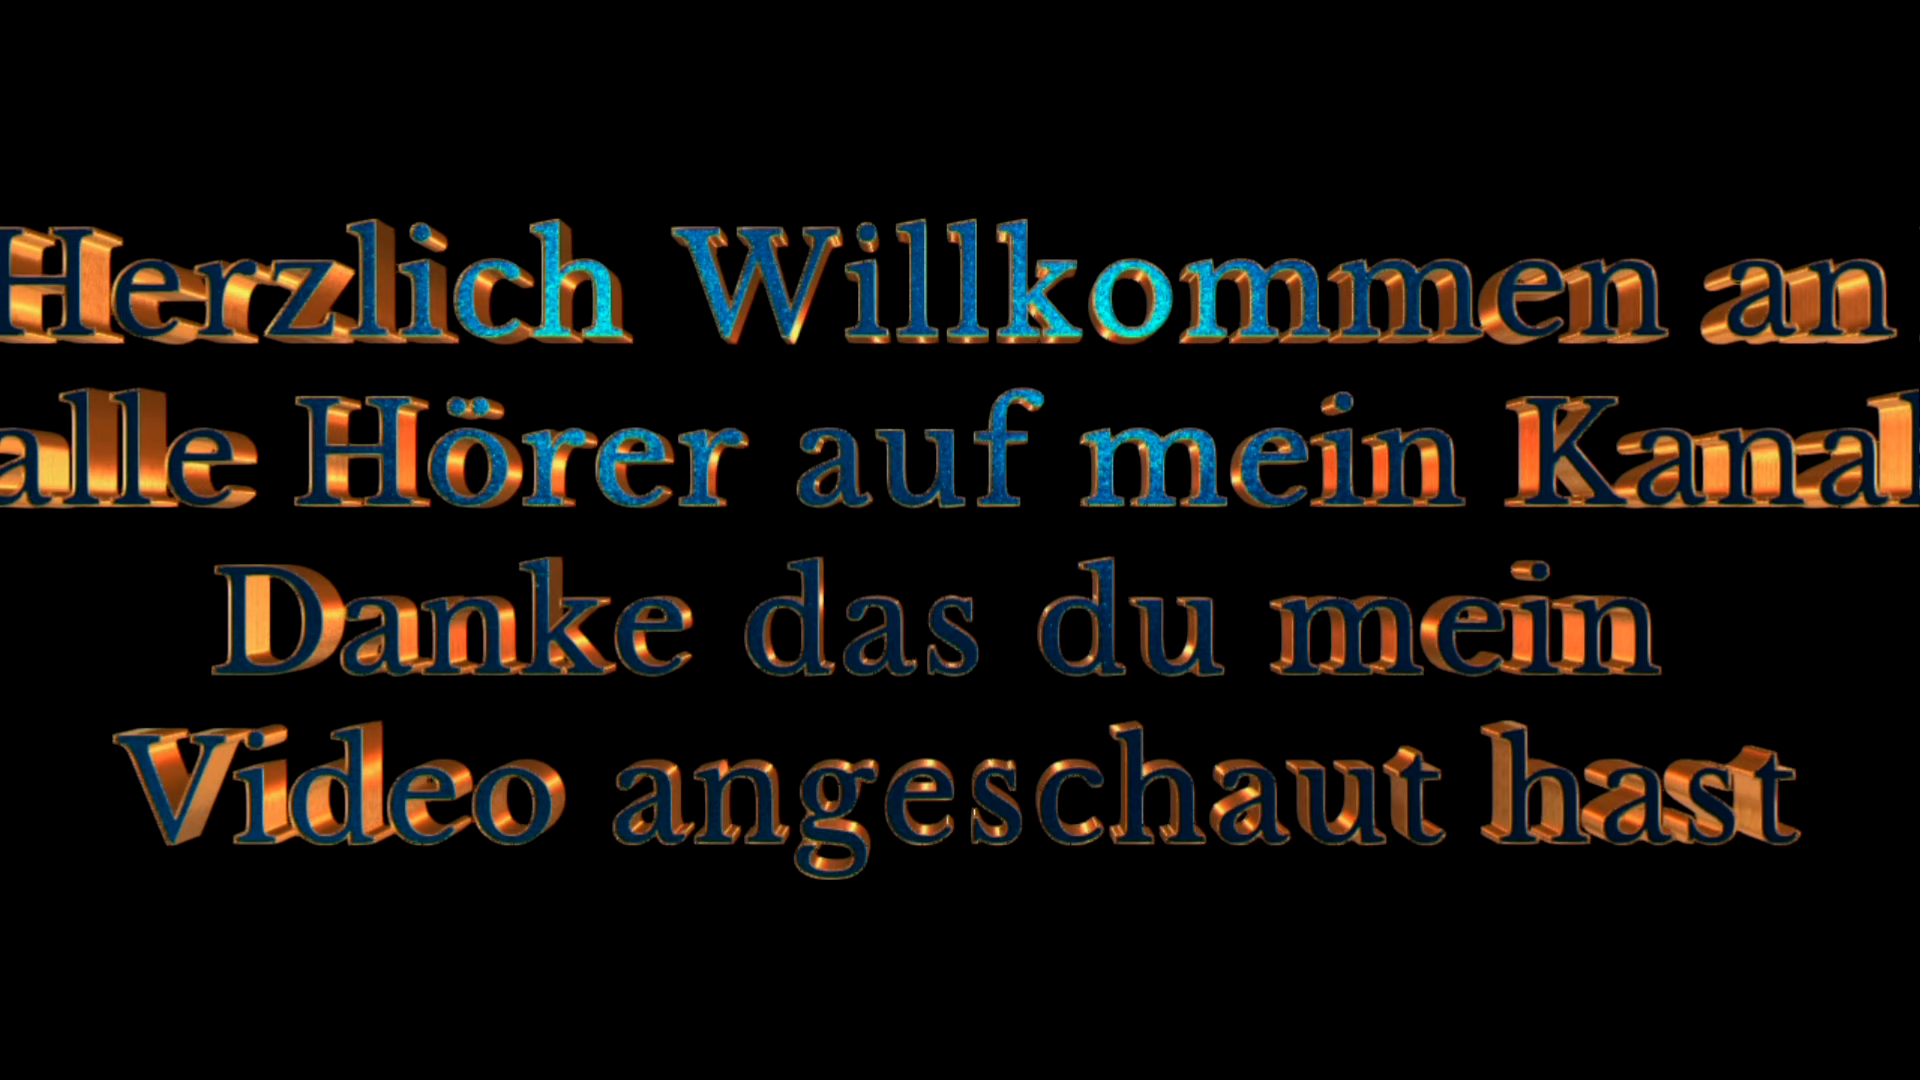 Herzlich Willkommen an
alle Hörer auf mein Kanal
Danke das du mein
Video angeschaut hast